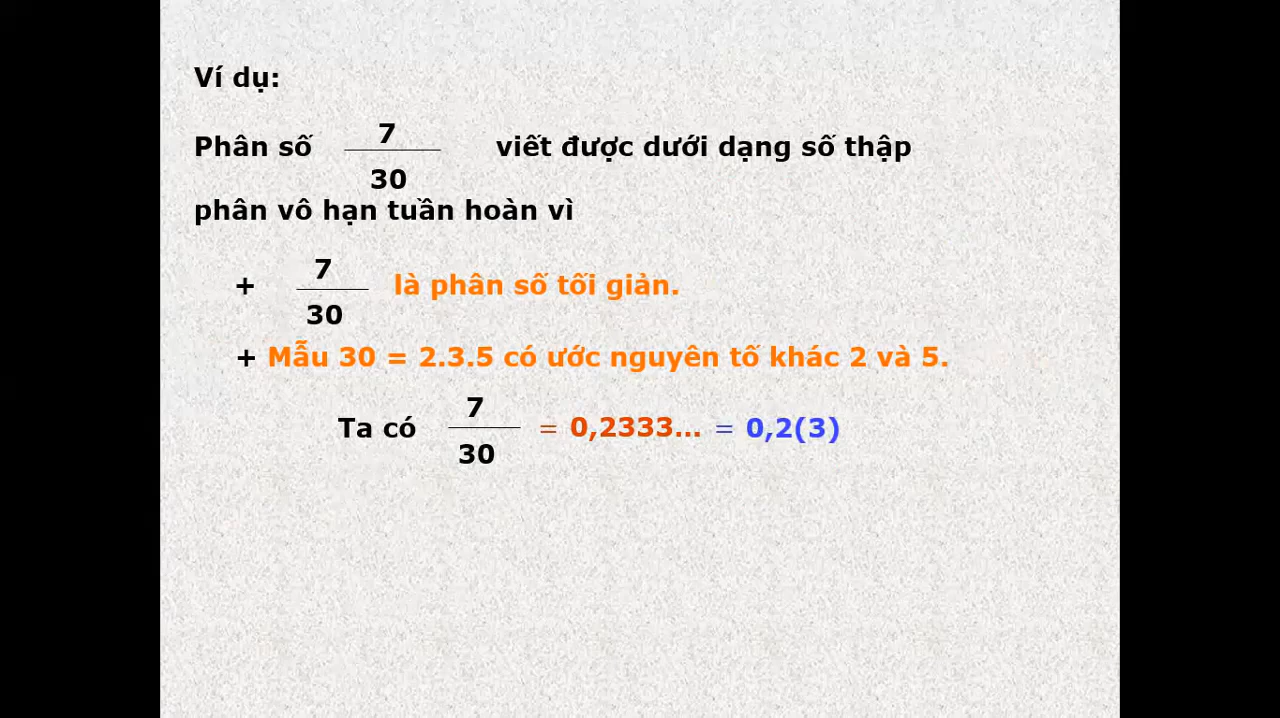 Ví dụ:
Phân số 7/30 viết được dưới dạng số thập
phân vô hạn tuần hoàn vì
+ 7/30 là phân số tối giản.
+ Mẫu 30 = 2.3.5 có ước nguyên tố khác 2 và 5.
Ta có 7/30 = 0,2333... = 0,2(3)